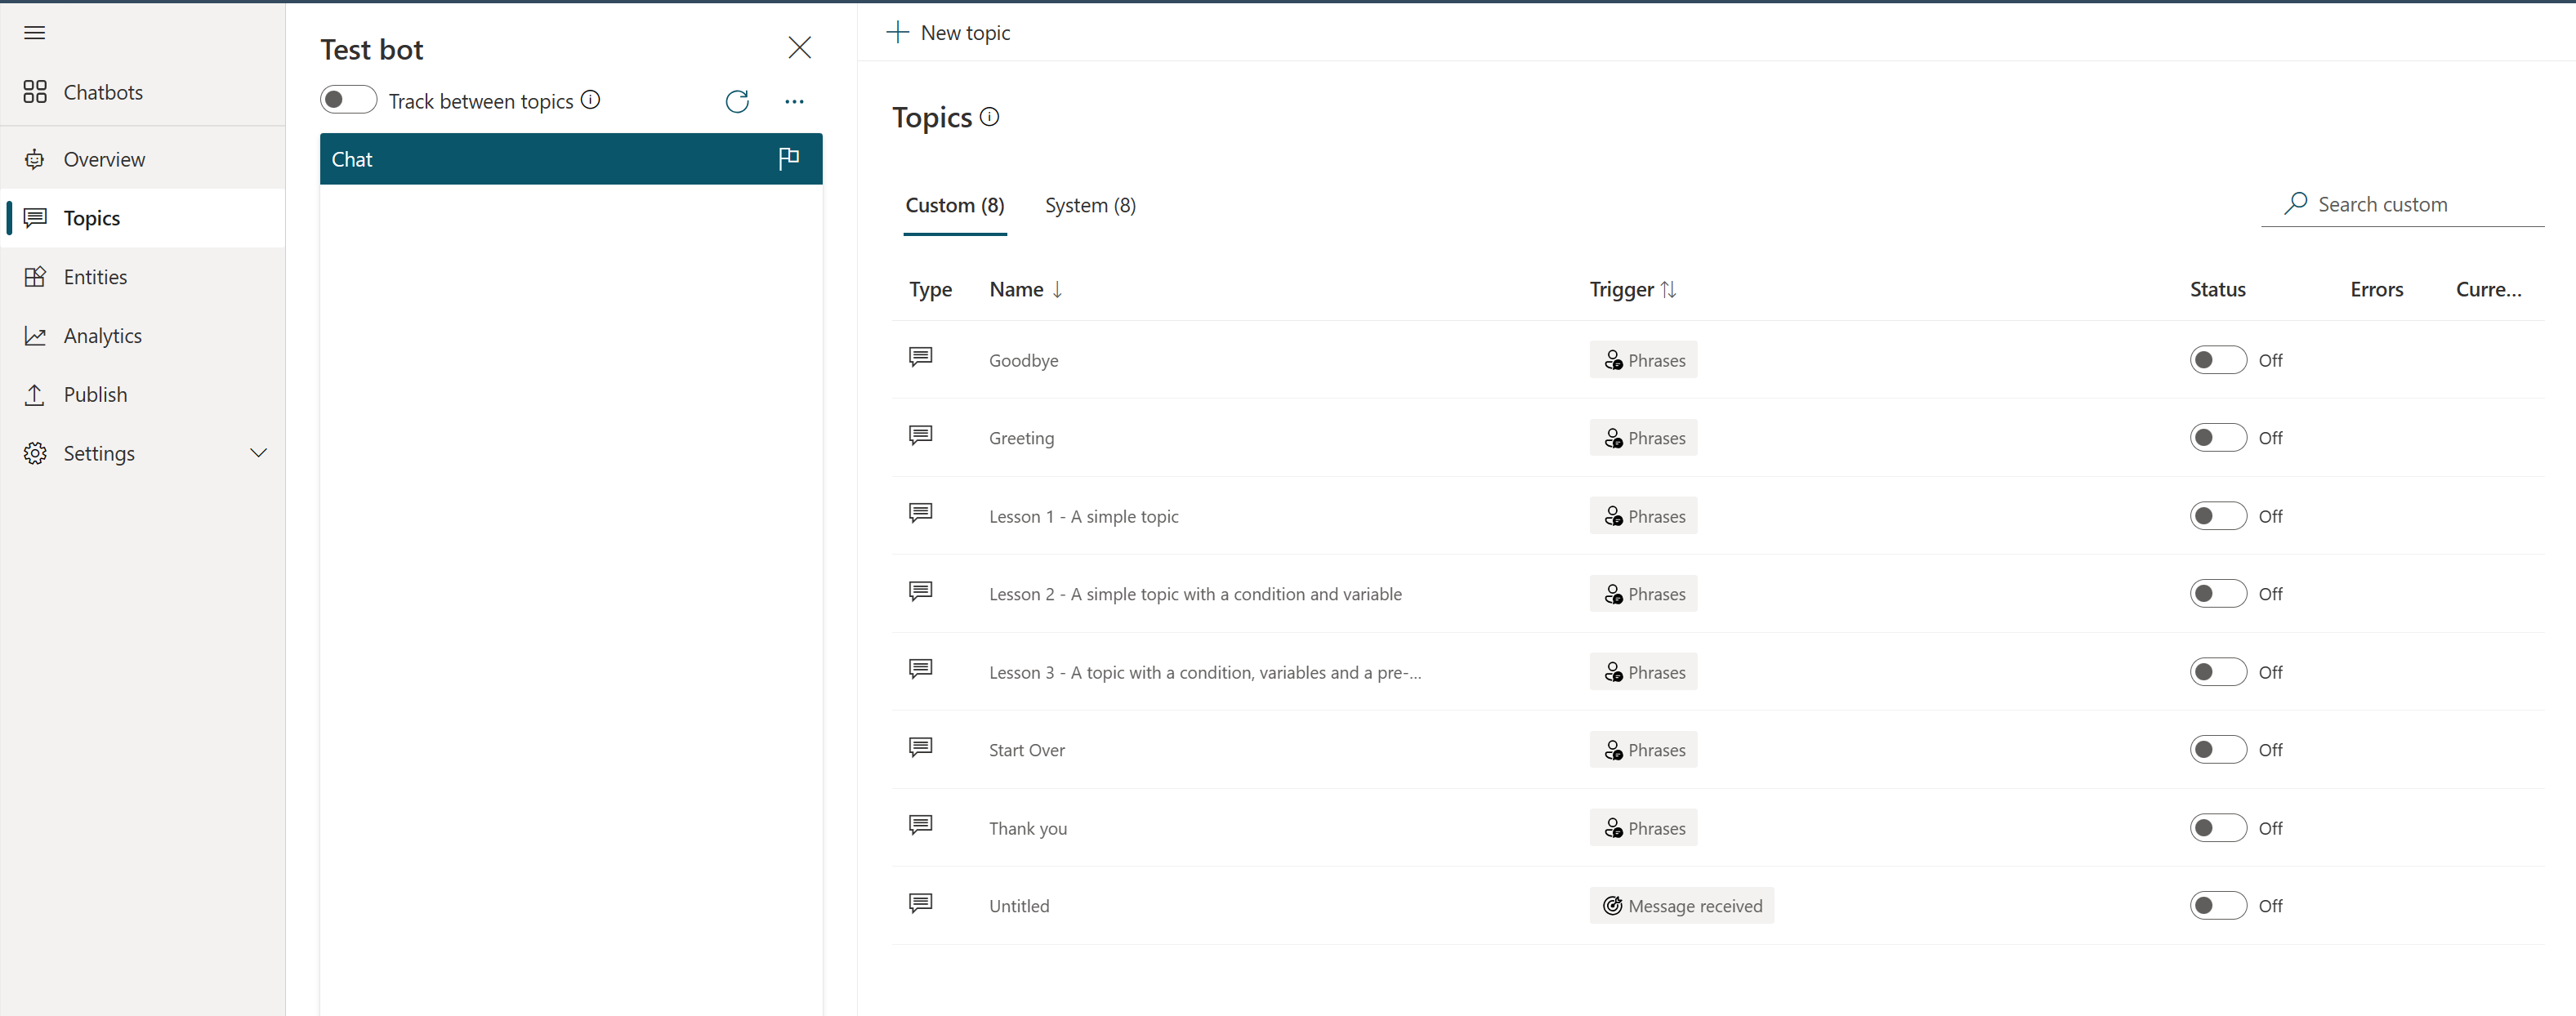 Chatbots
Overview
Topics
Entities
Analytics
Publish
Settings
Test bot
Track between topics
Chat
New topic
Topics
Custom (8) System (8)
Search custom
Type Name Trigger Status Errors Curre...
Goodbye Phrases Off
Greeting Phrases Off
Lesson 1 - A simple topic Phrases Off
Lesson 2 - A simple topic with a condition and variable Phrases Off
Lesson 3 - A topic with a condition, variables and a pre-... Phrases Off
Start Over Phrases Off
Thank you Phrases Off
Untitled Message received Off